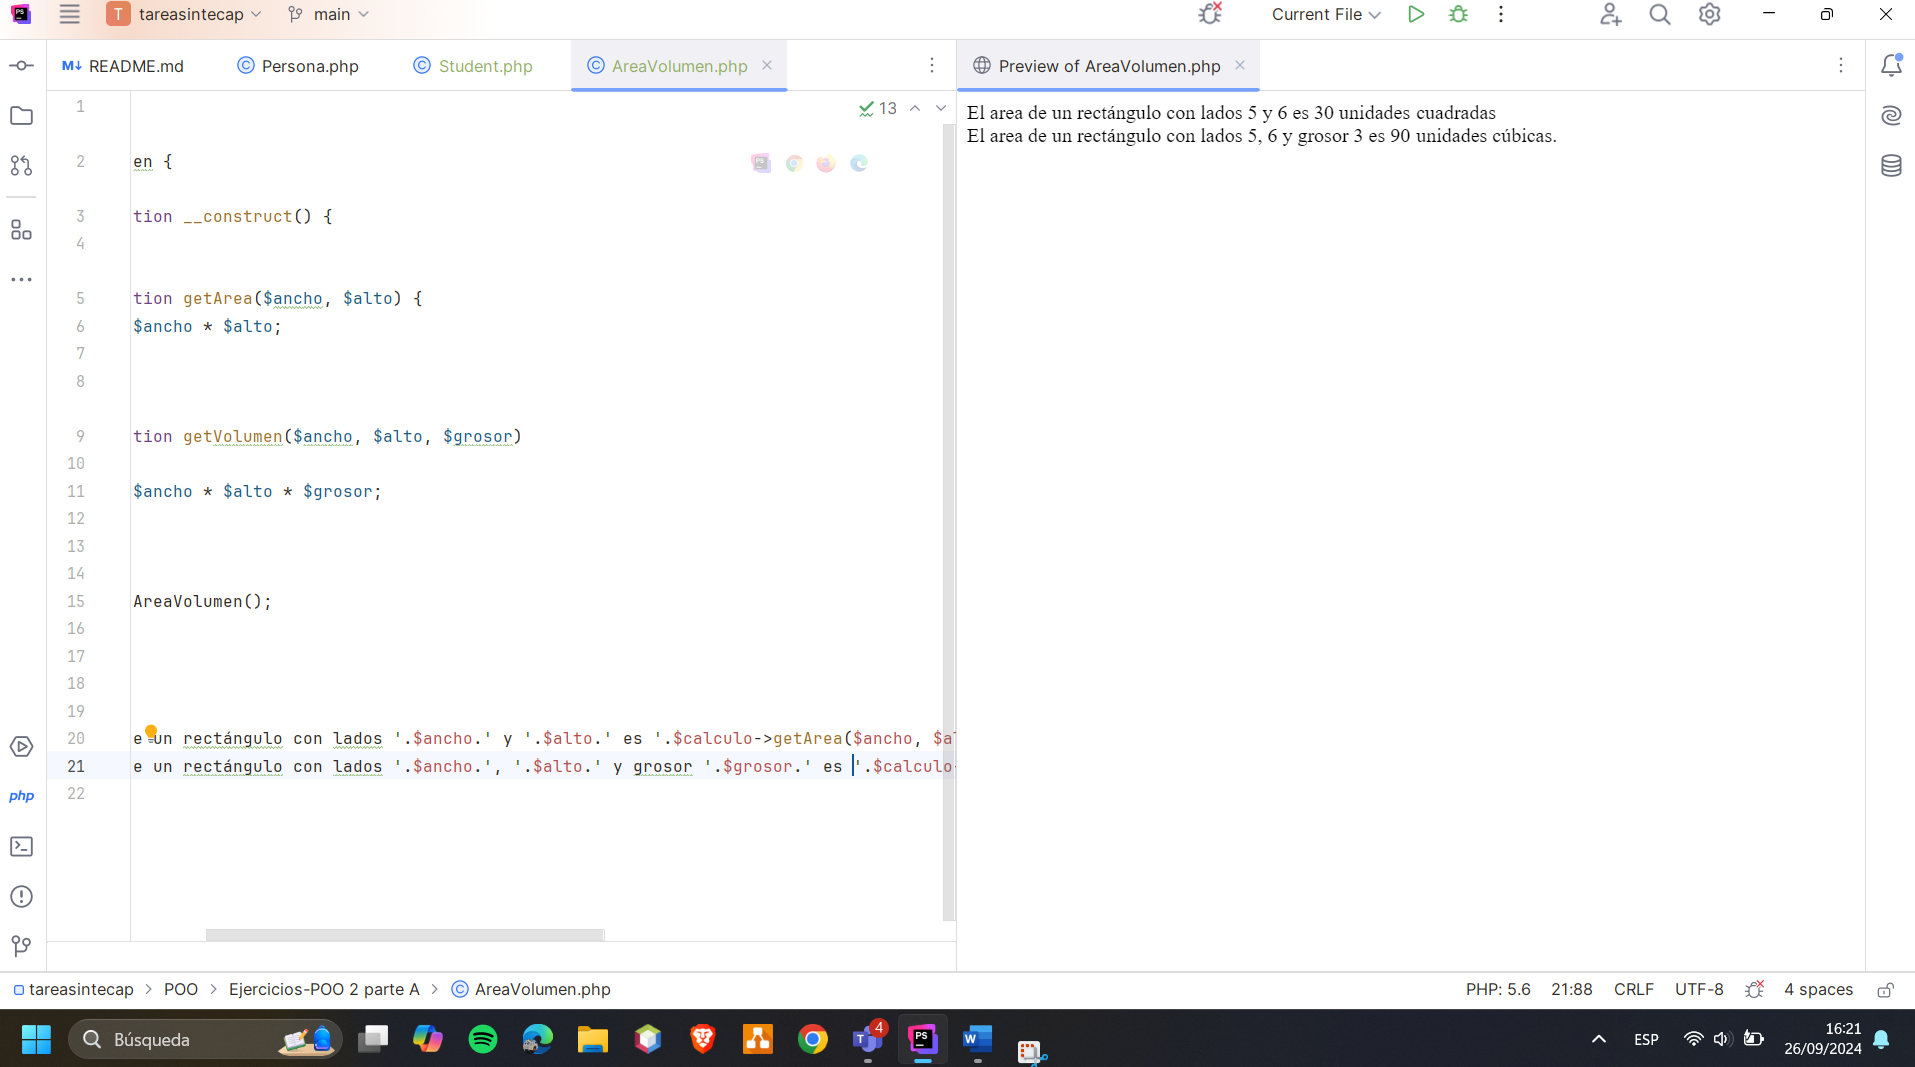 PS
T tareasintecap main Current File
README.md Persona.php Student.php AreaVolumen.php Preview of AreaVolumen.php
13
El area de un rectángulo con lados 5 y 6 es 30 unidades cuadradas
El area de un rectángulo con lados 5, 6 y grosor 3 es 90 unidades cúbicas.
1
2 en {
3 tion __construct() {
4
5 tion getArea($ancho, $alto) {
6 $ancho * $alto;
7
8
9 tion getVolumen($ancho, $alto, $grosor)
10
11 $ancho * $alto * $grosor;
12
13
14
15 AreaVolumen();
16
17
18
19
20 e un rectángulo con lados '.$ancho.' y '.$alto.' es '.$calculo->getArea($ancho, $al
21 e un rectángulo con lados '.$ancho.', '.$alto.' y grosor '.$grosor.' es '.$calculo-
22
php
tareasintecap > POO > Ejercicios-POO 2 parte A > AreaVolumen.php
PHP: 5.6 21:88 CRLF UTF-8 4 spaces
Búsqueda
4
ESP
16:21
26/09/2024